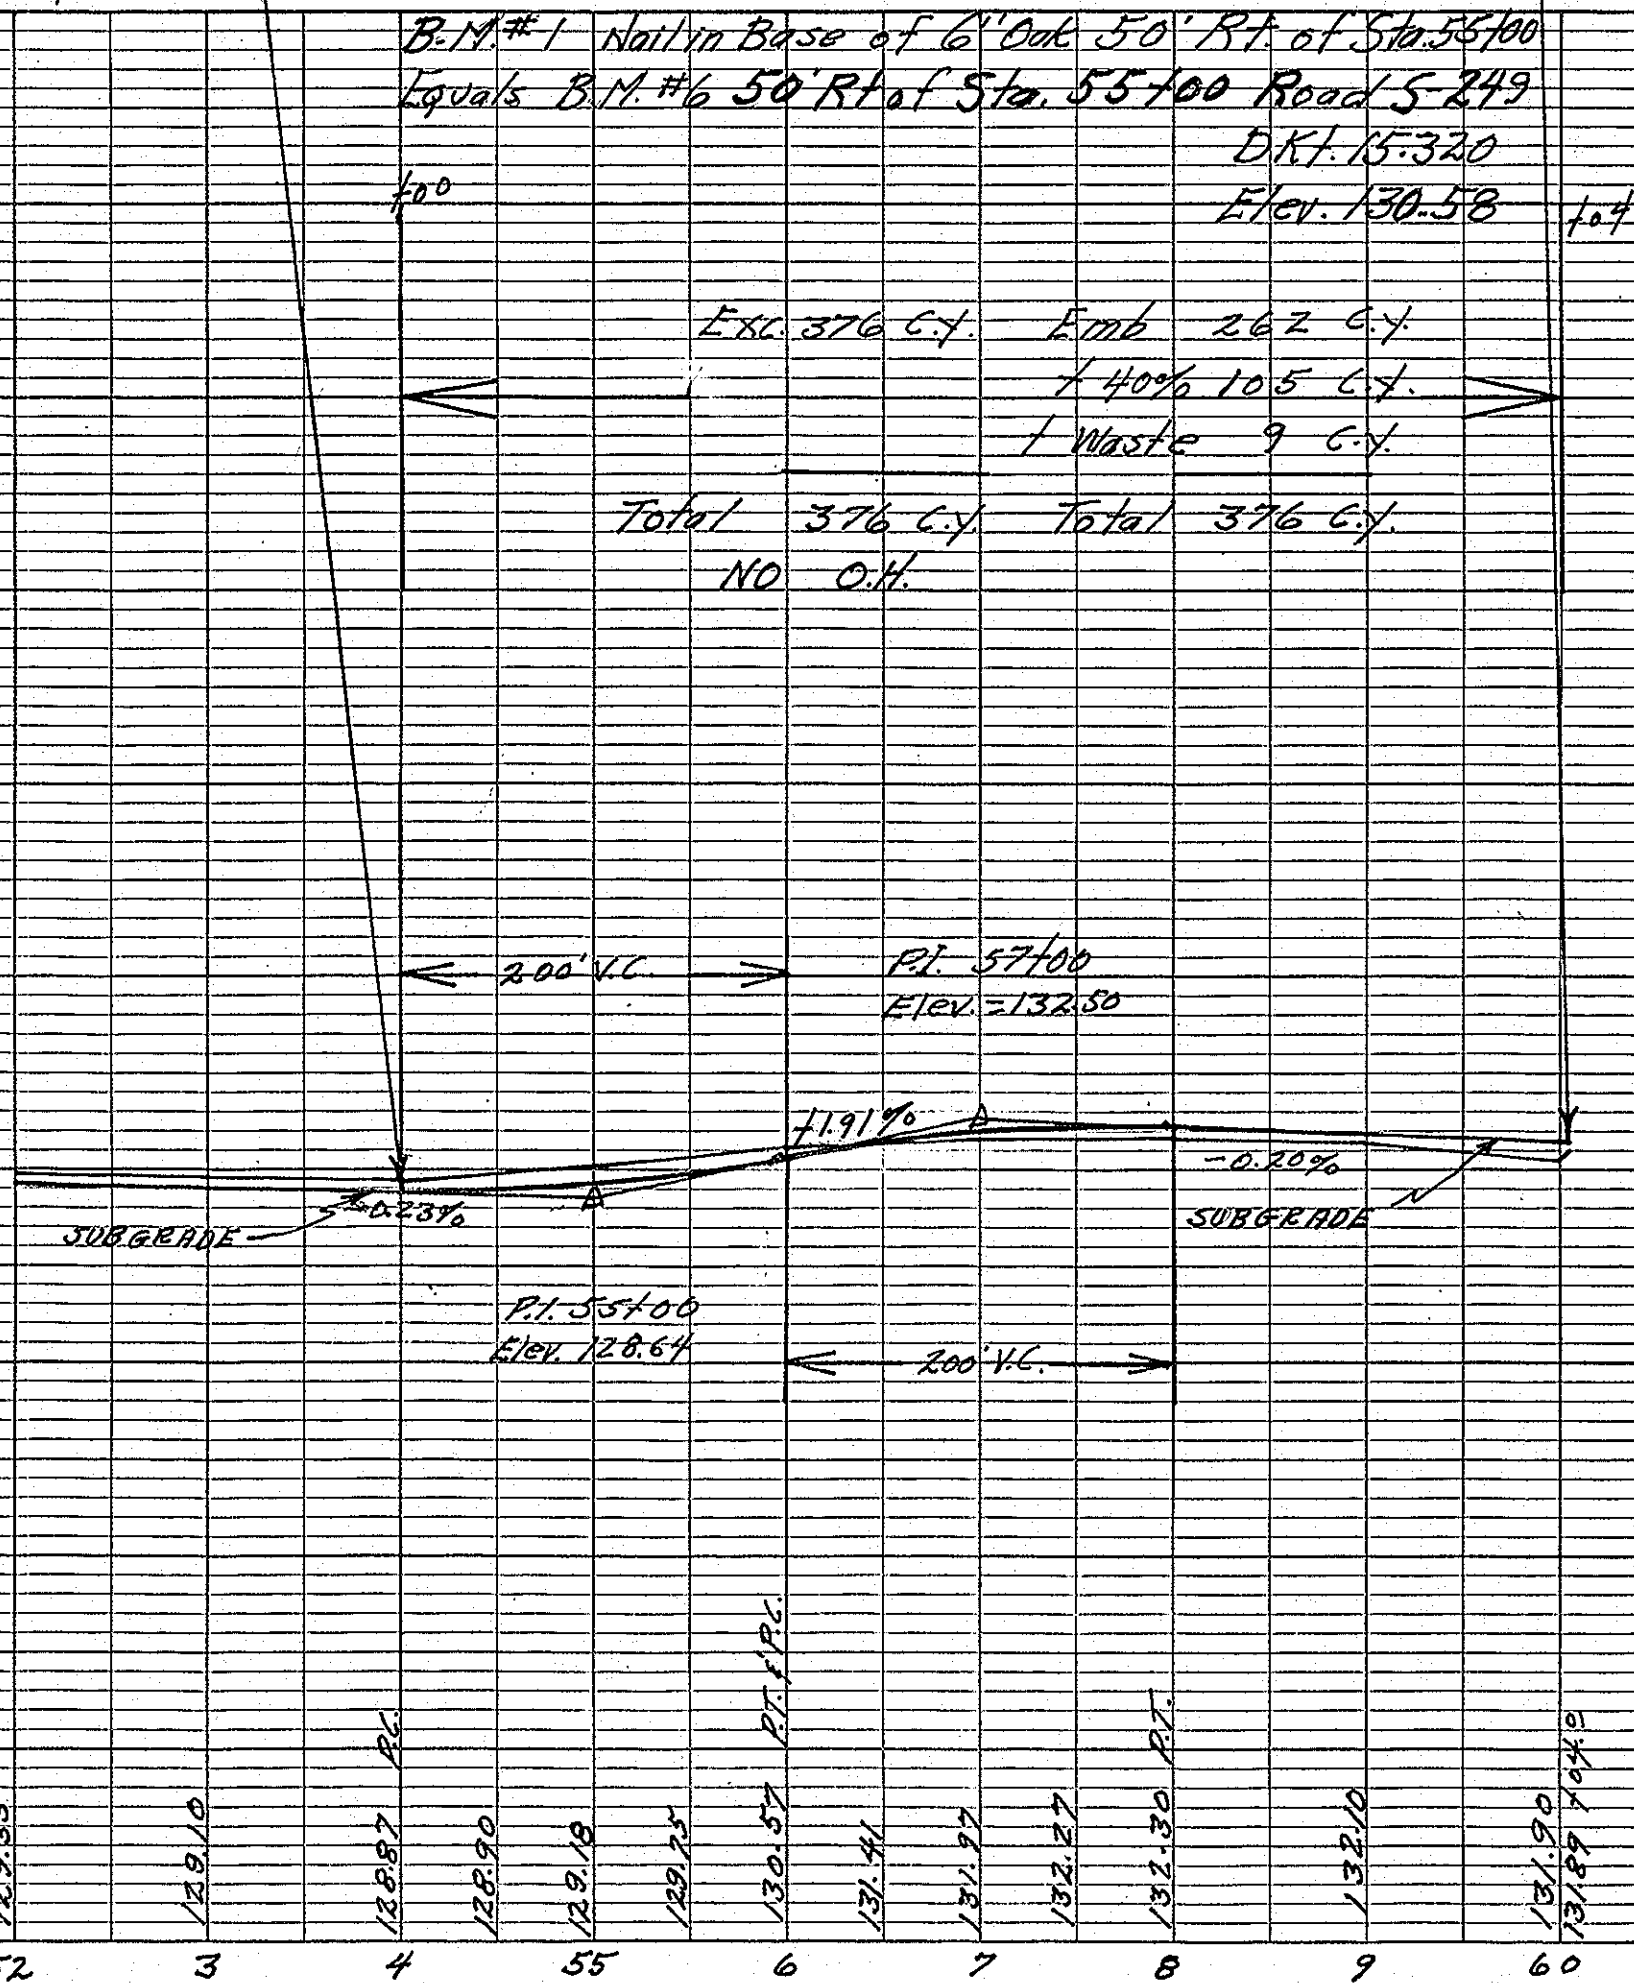 B.M. #1 Nail in Base of 6" Oak 50' Rt. of Sta. 55+00
Equals B.M. #6 50' Rt of Sta. 55+00 Road S-249
DKt. 15.320
Elev. 130.58
+00
+04
Exc. 376 C.Y. Emb 262 C.Y.
+ 40% 105 C.Y.
+ Waste 9 C.Y.
Total 376 C.Y. Total 376 C.Y.
NO O.H.
200' V.C.
P.I. 57+00
Elev. = 132.50
+1.91%
-0.20%
-0.23%
SUBGRADE
SUBGRADE
P.I. 55+00
Elev. 128.64
200' V.C.
129.10
128.87 P.C.
128.90
129.18
129.75
130.57 P.T. & P.C.
131.41
131.97
132.27
132.30 P.T.
132.10
131.90
131.89 +04.0
52 3 4 55 6 7 8 9 60